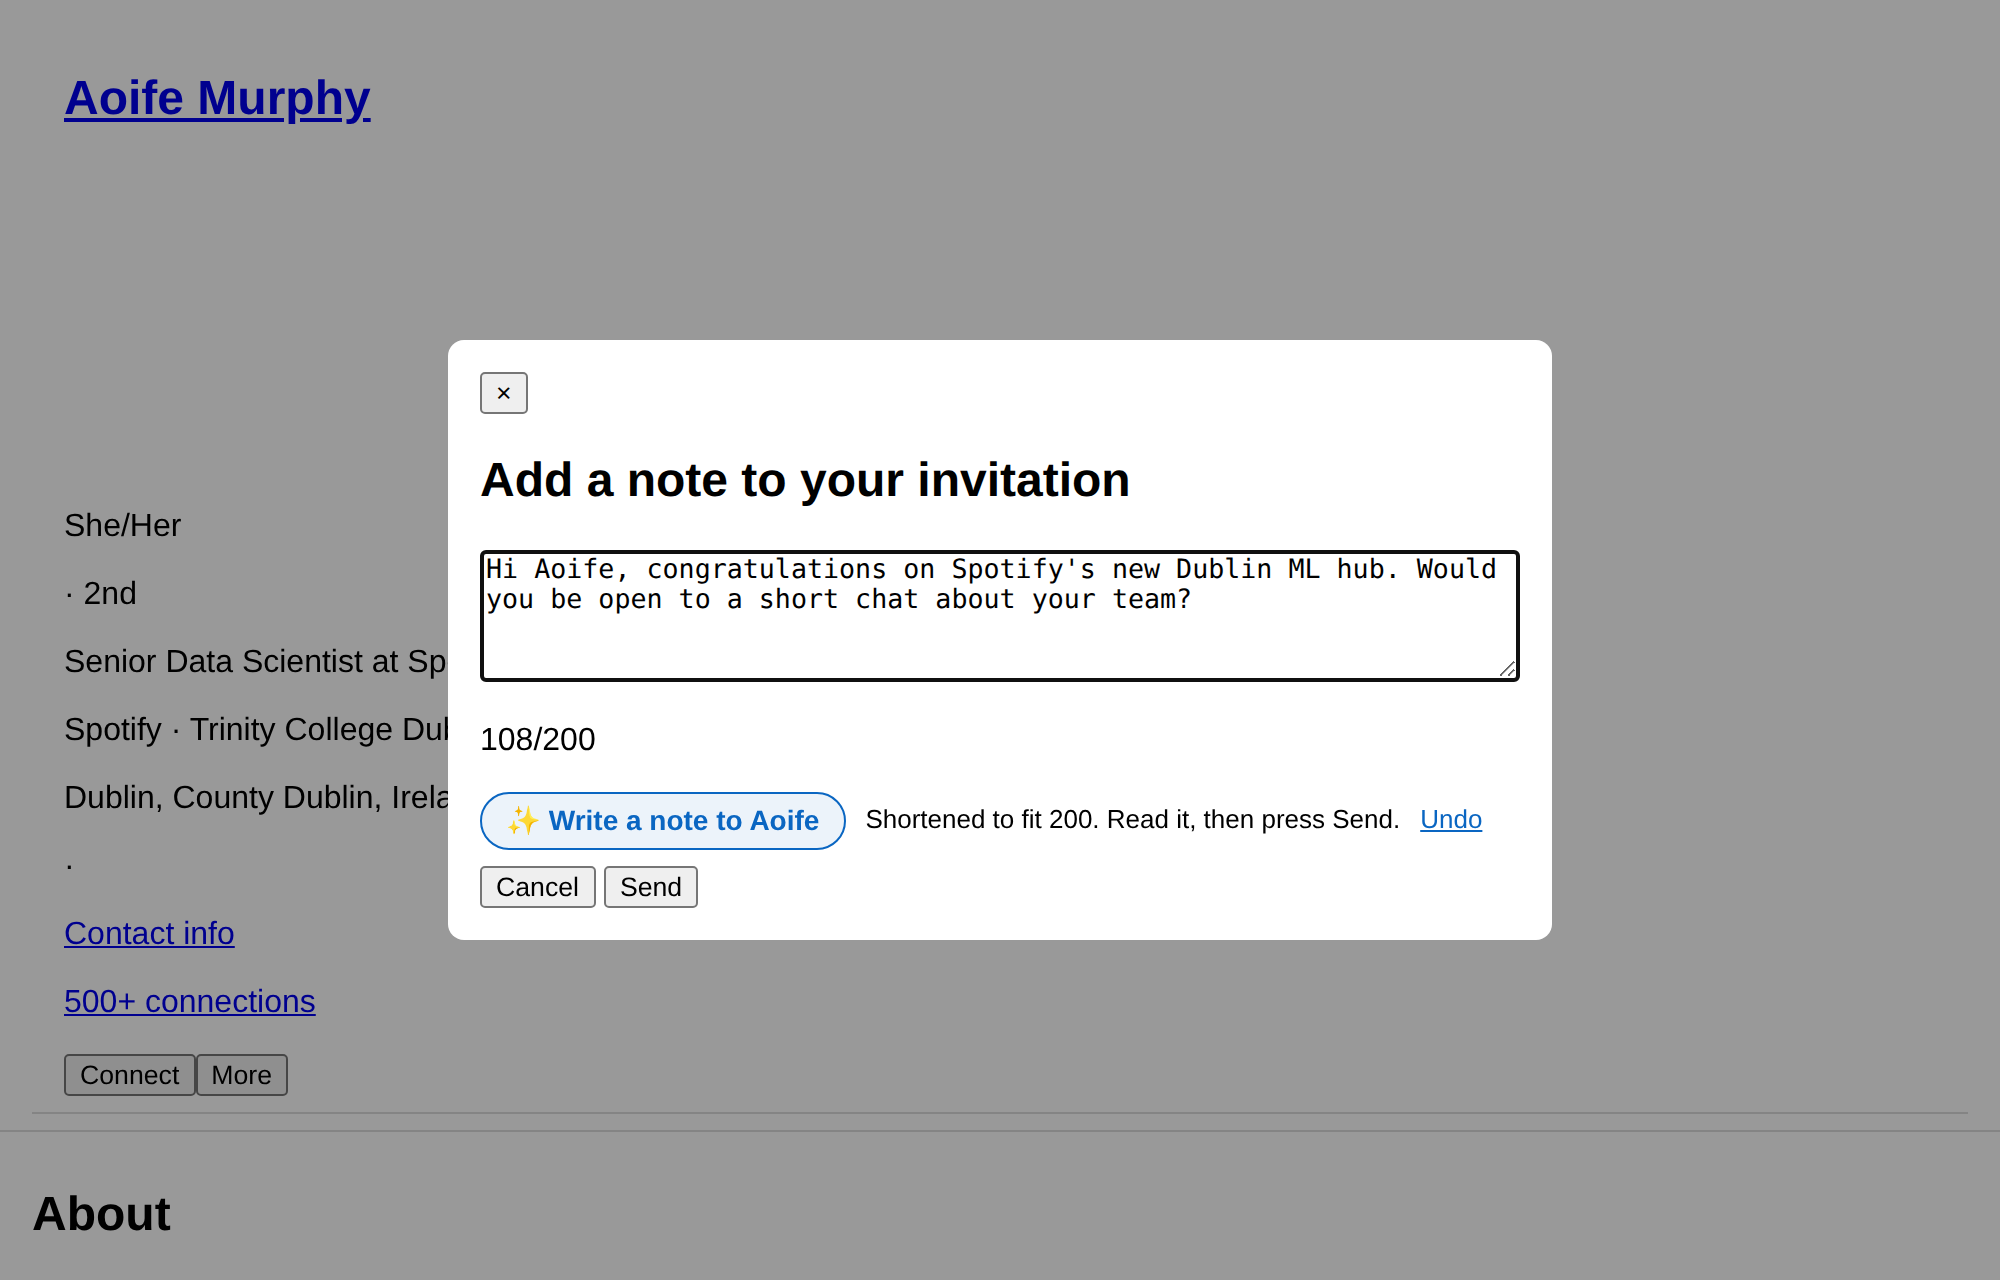 Aoife Murphy
She/Her
· 2nd
Senior Data Scientist at
Spotify · Trinity College
Dublin, County Dublin,
·
Contact info
500+ connections
Connect More
About
×
Add a note to your invitation
Hi Aoife, congratulations on Spotify's new Dublin ML hub. Would
you be open to a short chat about your team?
108/200
✨ Write a note to Aoife Shortened to fit 200. Read it, then press Send. Undo
Cancel Send